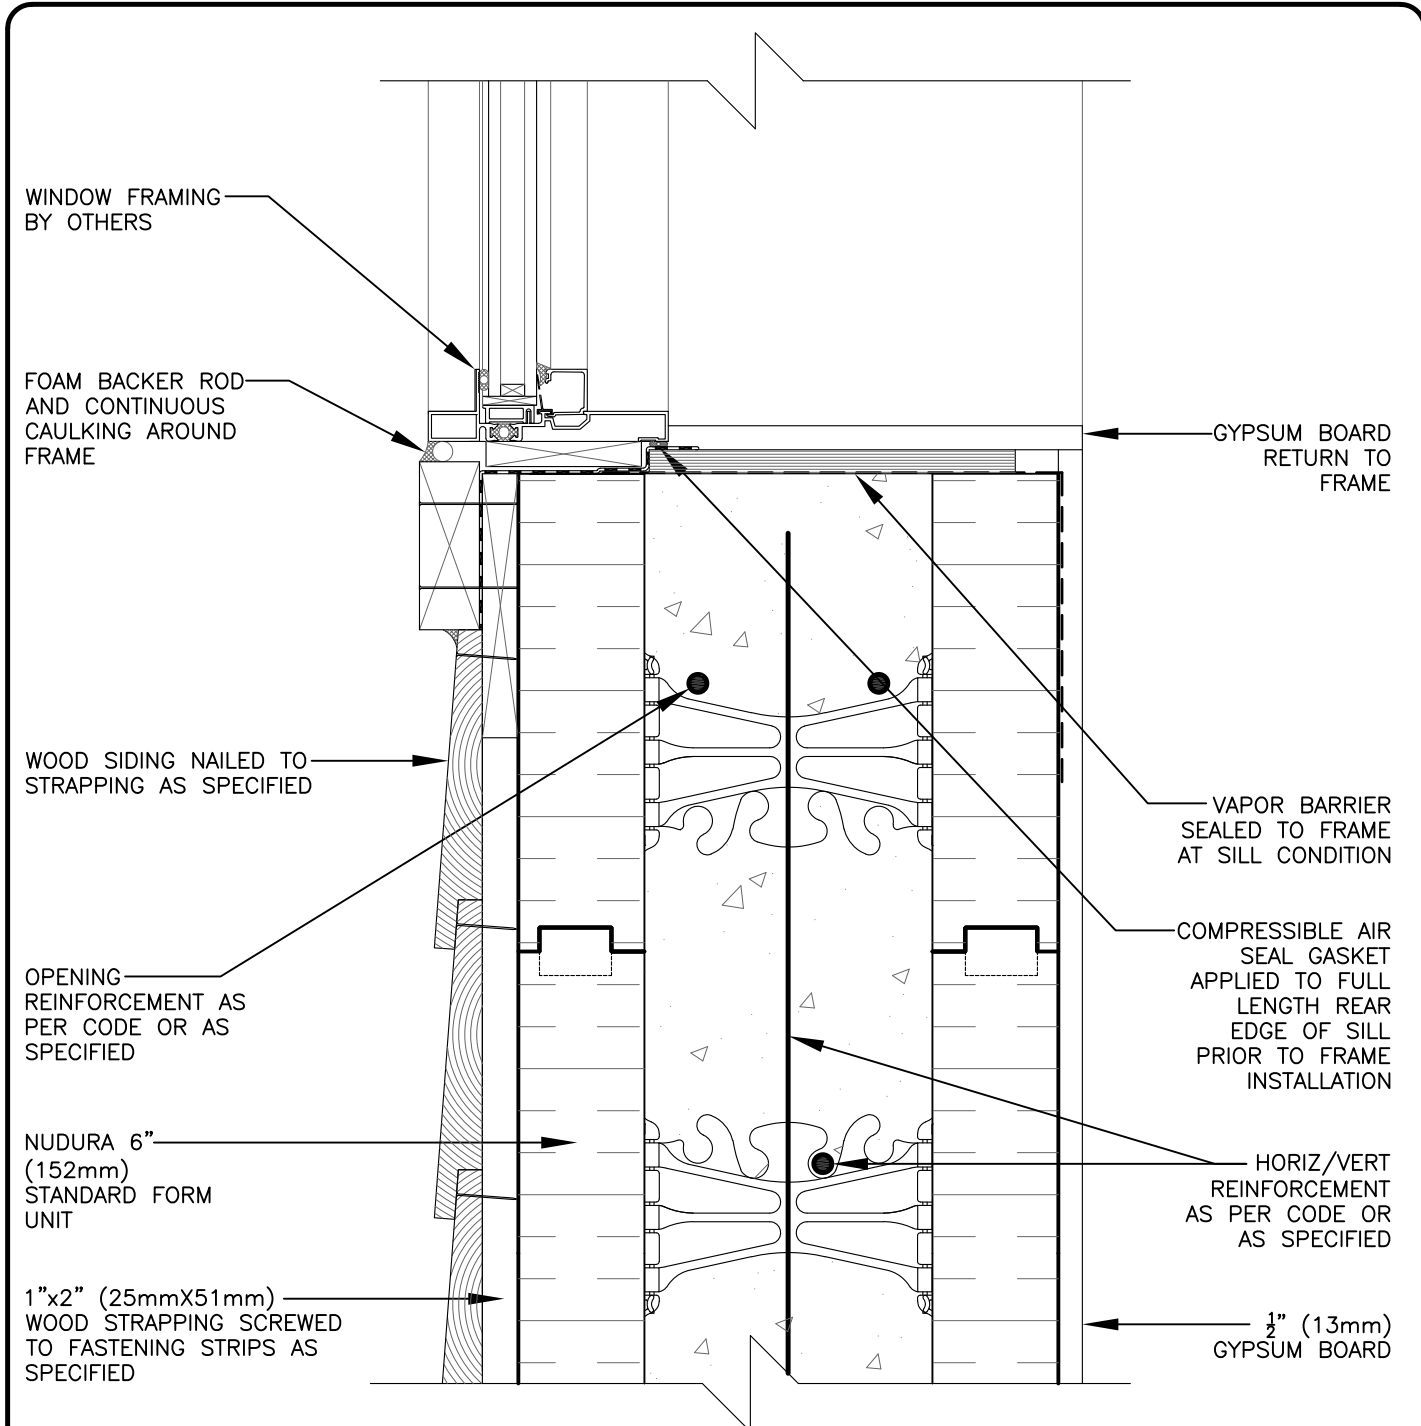 WINDOW FRAMING
BY OTHERS
FOAM BACKER ROD
AND CONTINUOUS
CAULKING AROUND
FRAME
WOOD SIDING NAILED TO
STRAPPING AS SPECIFIED
OPENING
REINFORCEMENT AS
PER CODE OR AS
SPECIFIED
NUDURA 6"
(152mm)
STANDARD FORM
UNIT
1"x2" (25mmX51mm)
WOOD STRAPPING SCREWED
TO FASTENING STRIPS AS
SPECIFIED
GYPSUM BOARD
RETURN TO
FRAME
VAPOR BARRIER
SEALED TO FRAME
AT SILL CONDITION
COMPRESSIBLE AIR
SEAL GASKET
APPLIED TO FULL
LENGTH REAR
EDGE OF SILL
PRIOR TO FRAME
INSTALLATION
HORIZ/VERT
REINFORCEMENT
AS PER CODE OR
AS SPECIFIED
½" (13mm)
GYPSUM BOARD